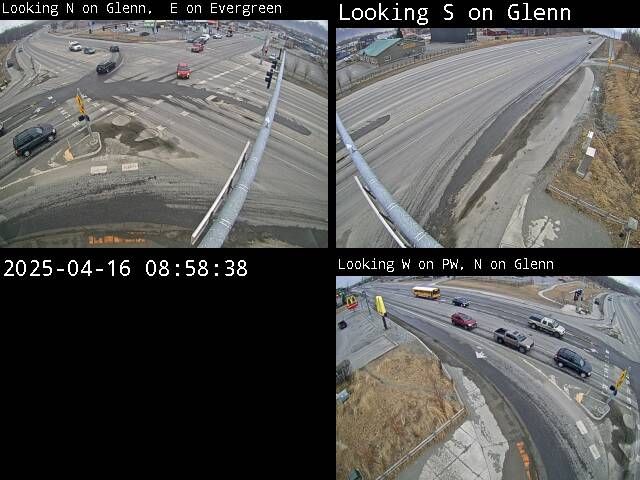 Looking N on Glenn,  E on Evergreen
Looking S on Glenn
2025-04-16 08:58:38
Looking W on PW, N on Glenn